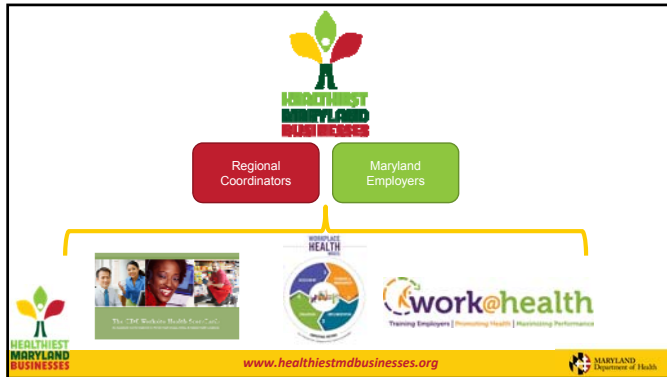 HEALTHIEST
MARYLAND
BUSINESSES
Regional
Coordinators
Maryland
Employers
WORKPLACE
HEALTH
The CDC Worksite Health ScoreCard
work@health
Training Employers | Promoting Health | Maximizing Performance
HEALTHIEST
MARYLAND
BUSINESSES
www.healthiestmdbusinesses.org
MARYLAND
Department of Health